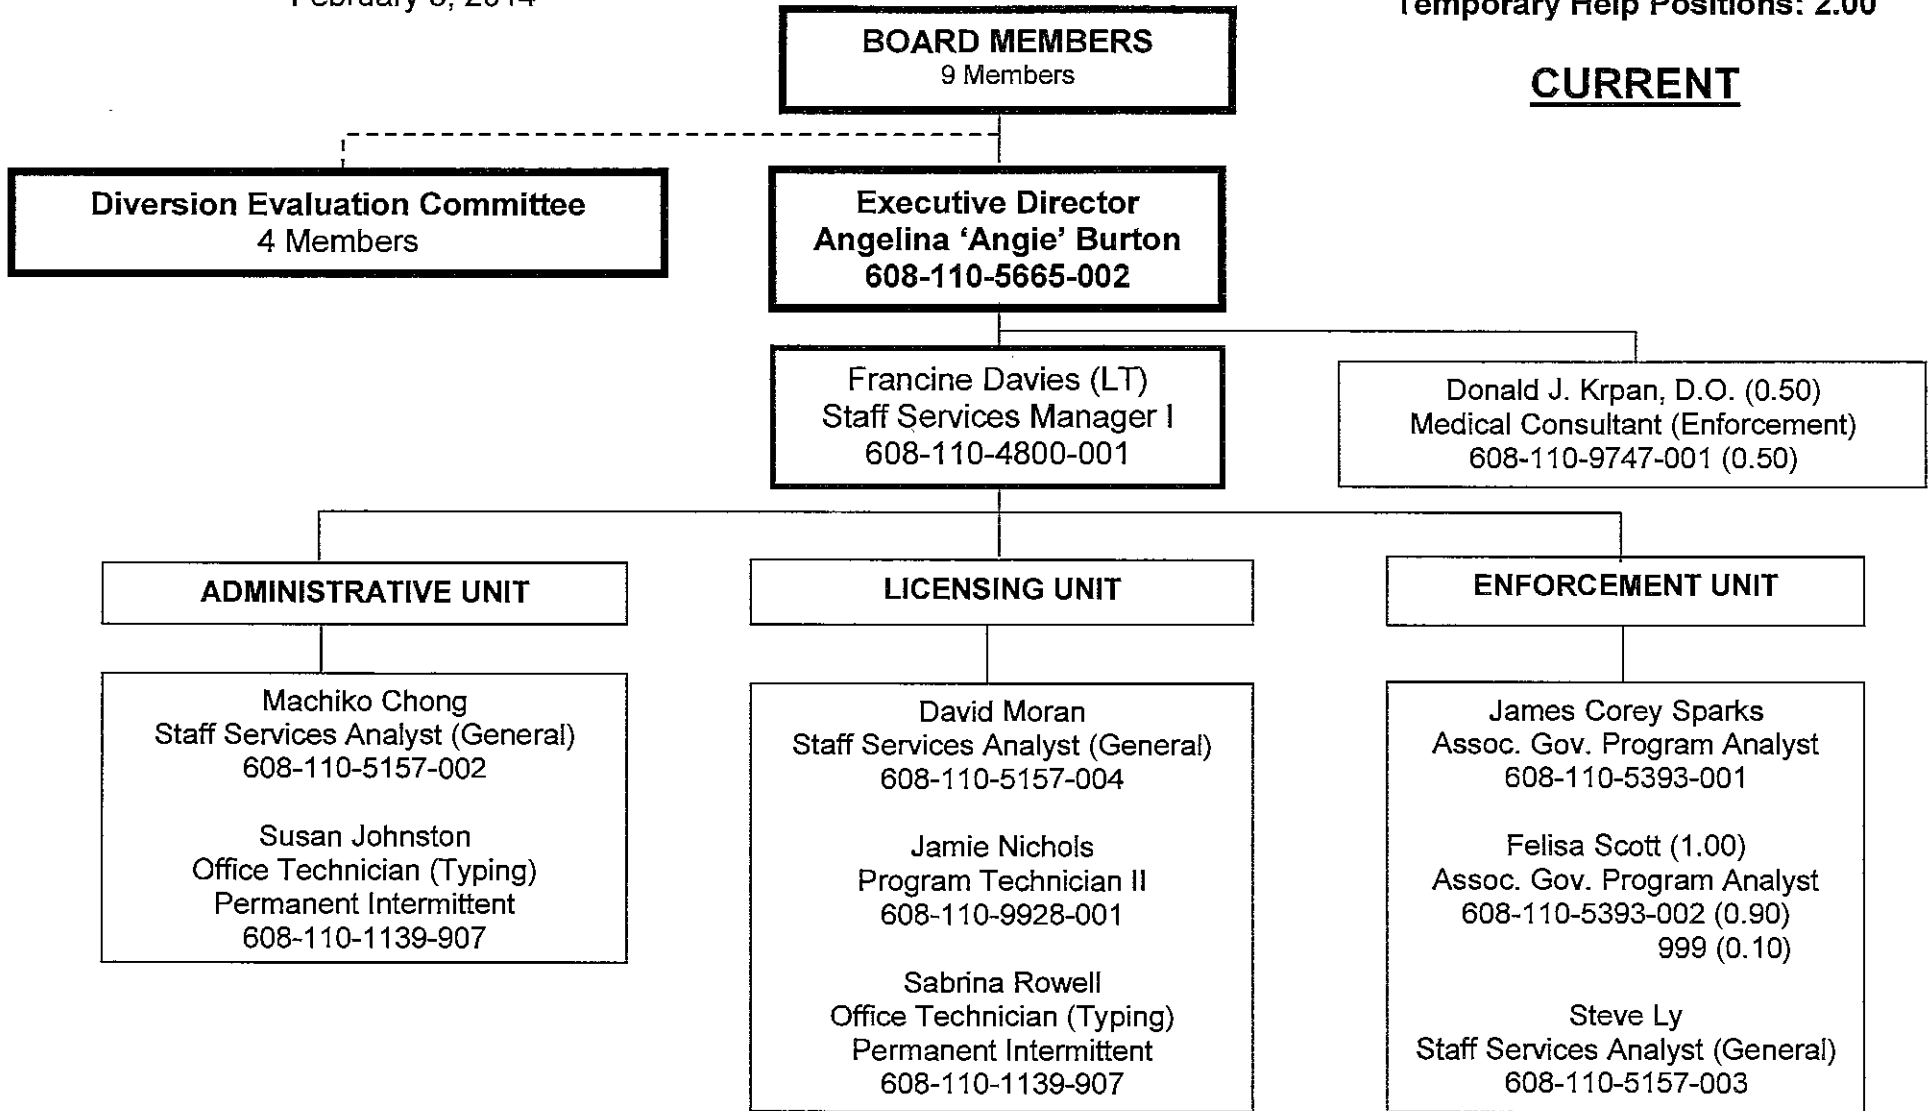 February 2014
Temporary Help Positions: 2.00
CURRENT
BOARD MEMBERS
9 Members
Diversion Evaluation Committee
4 Members
Executive Director
Angelina ‘Angie’ Burton
608-110-5665-002
Francine Davies (LT)
Staff Services Manager I
608-110-4800-001
Donald J. Krpan, D.O. (0.50)
Medical Consultant (Enforcement)
608-110-9747-001 (0.50)
ADMINISTRATIVE UNIT
Machiko Chong
Staff Services Analyst (General)
608-110-5157-002
Susan Johnston
Office Technician (Typing)
Permanent Intermittent
608-110-1139-907
LICENSING UNIT
David Moran
Staff Services Analyst (General)
608-110-5157-004
Jamie Nichols
Program Technician II
608-110-9928-001
Sabrina Rowell
Office Technician (Typing)
Permanent Intermittent
608-110-1139-907
ENFORCEMENT UNIT
James Corey Sparks
Assoc. Gov. Program Analyst
608-110-5393-001
Felisa Scott (1.00)
Assoc. Gov. Program Analyst
608-110-5393-002 (0.90)
999 (0.10)
Steve Ly
Staff Services Analyst (General)
608-110-5157-003